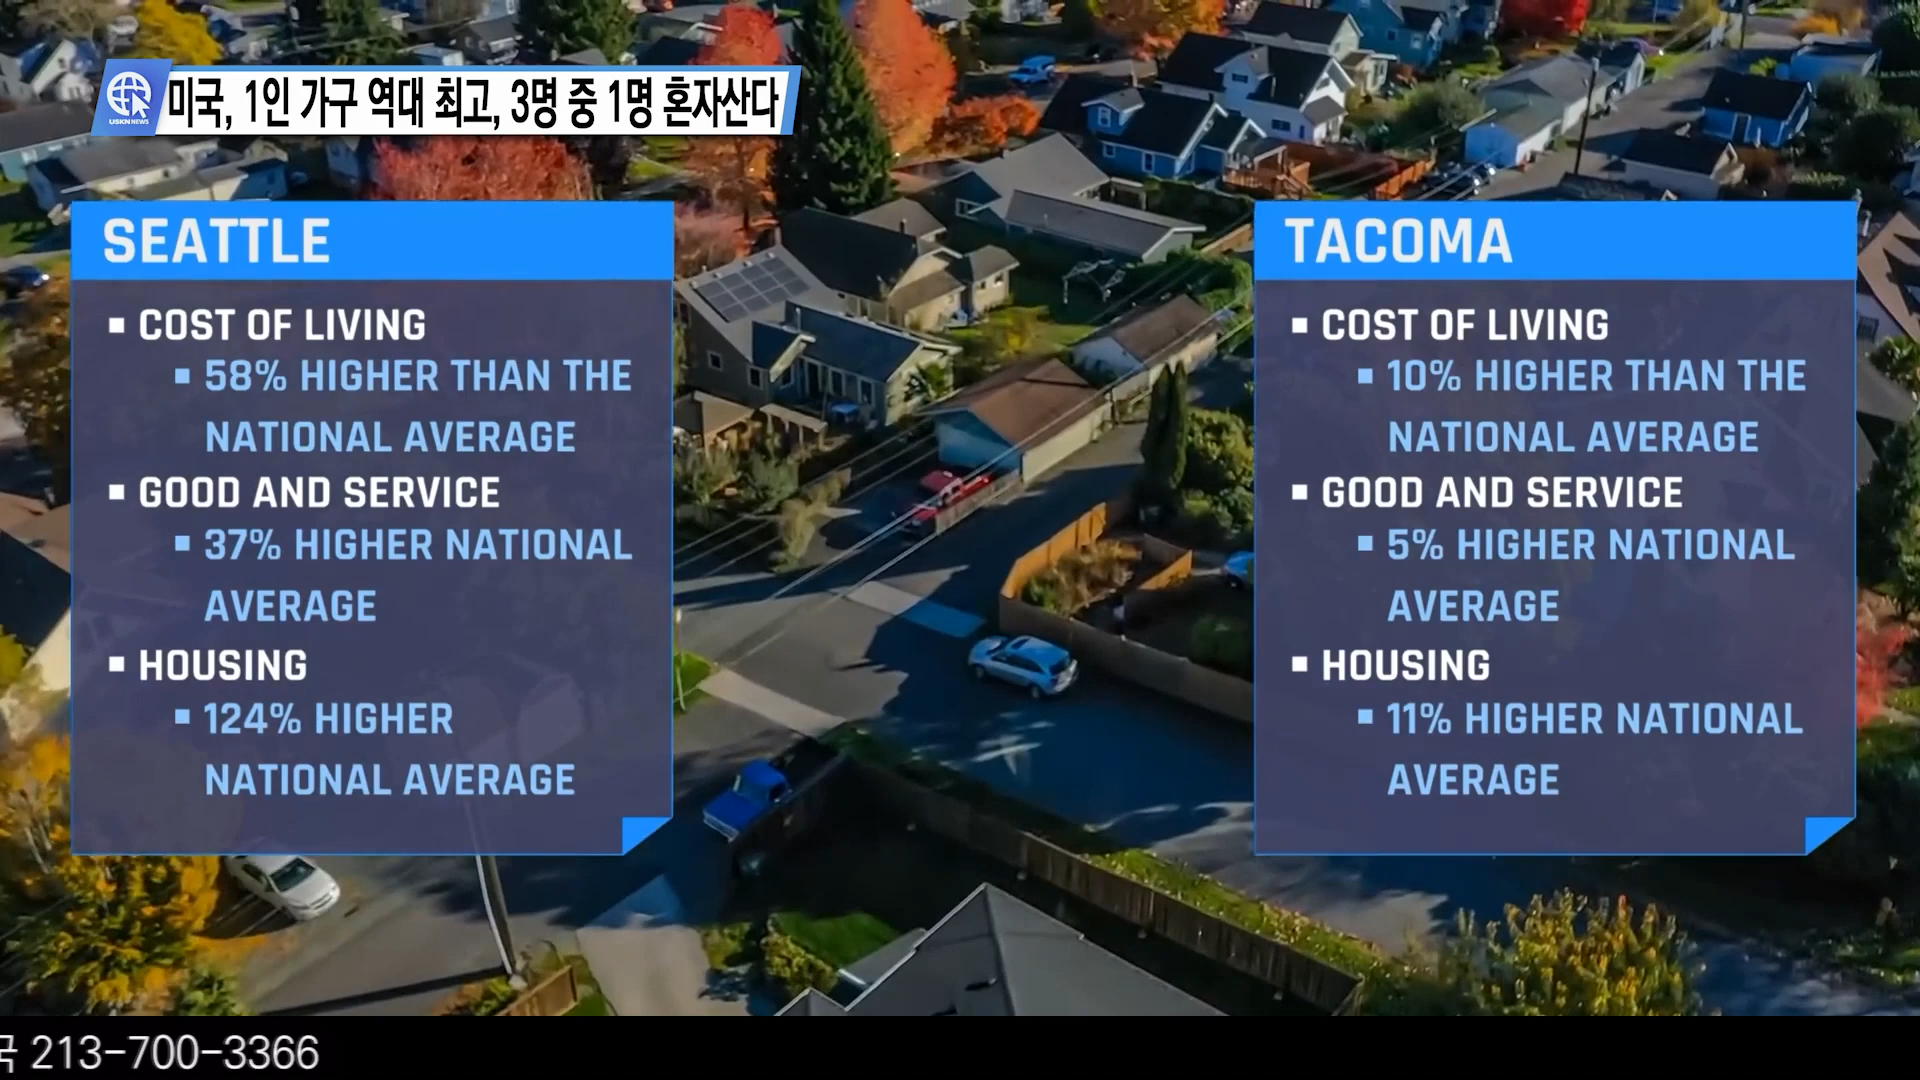 미국, 1인 가구 역대 최고, 3명 중 1명 혼자산다
USKN NEWS
SEATTLE
▪ COST OF LIVING
▪ 58% HIGHER THAN THE
NATIONAL AVERAGE
▪ GOOD AND SERVICE
▪ 37% HIGHER NATIONAL
AVERAGE
▪ HOUSING
▪ 124% HIGHER
NATIONAL AVERAGE
TACOMA
▪ COST OF LIVING
▪ 10% HIGHER THAN THE
NATIONAL AVERAGE
▪ GOOD AND SERVICE
▪ 5% HIGHER NATIONAL
AVERAGE
▪ HOUSING
▪ 11% HIGHER NATIONAL
AVERAGE
213-700-3366